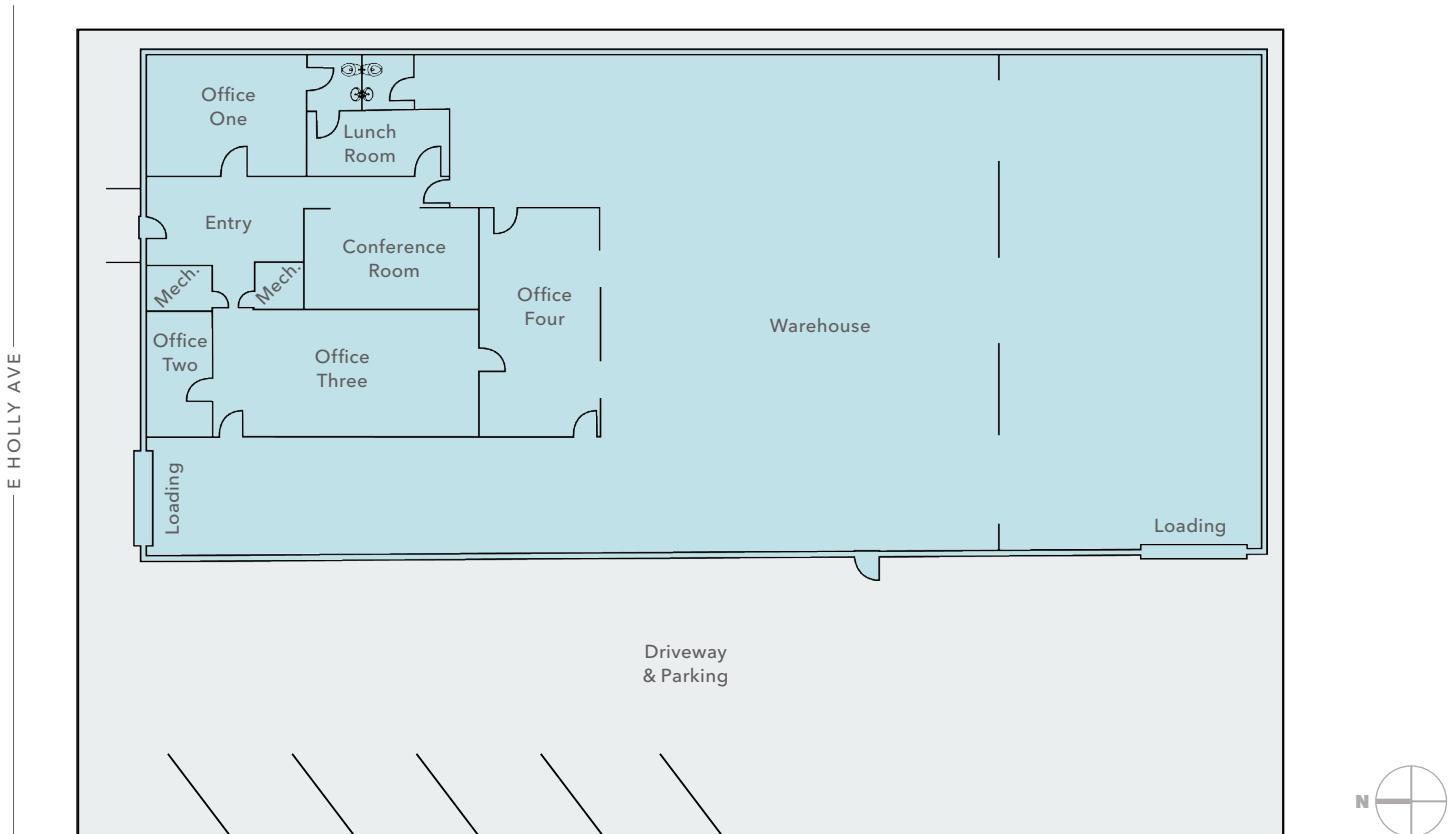 E HOLLY AVE
Office
One
Lunch
Room
Entry
Conference
Room
Mech.
Mech.
Office
Four
Office
Two
Office
Three
Warehouse
Loading
Loading
Driveway
& Parking
N